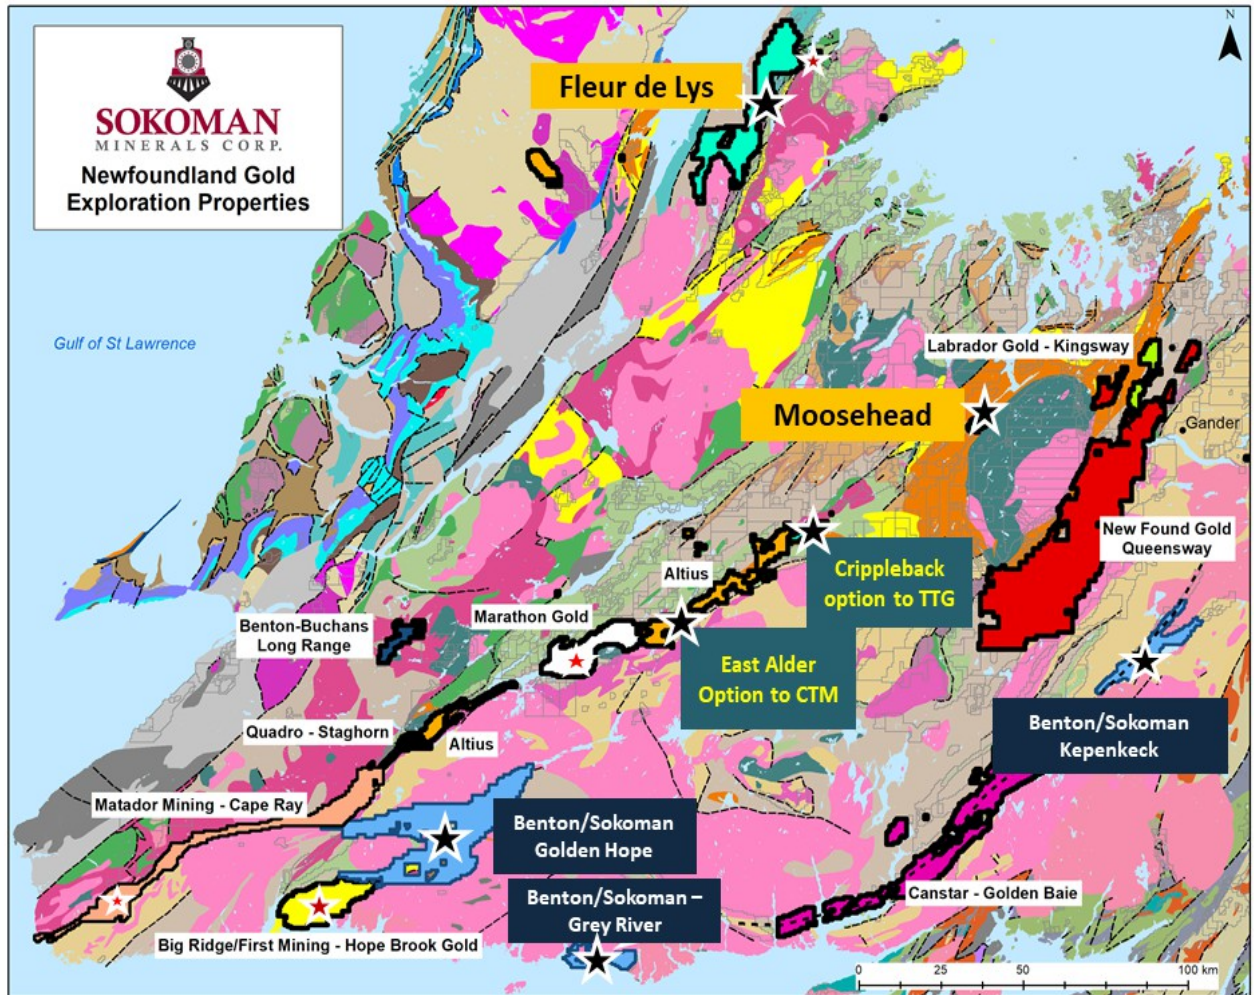 N
SOKOMAN
MINERALS CORP.
Newfoundland Gold
Exploration Properties
Fleur de Lys
Gulf of St Lawrence
Labrador Gold - Kingsway
Moosehead
Gander
New Found Gold
Queensway
Altius
Crippleback
option to TTG
Marathon Gold
Benton-Buchans
Long Range
East Alder
Option to CTM
Quadro - Staghorn
Altius
Benton/Sokoman
Kepenkeck
Matador Mining - Cape Ray
Benton/Sokoman
Golden Hope
Benton/Sokoman –
Grey River
Canstar - Golden Baie
Big Ridge/First Mining - Hope Brook Gold
0 25 50 100 km